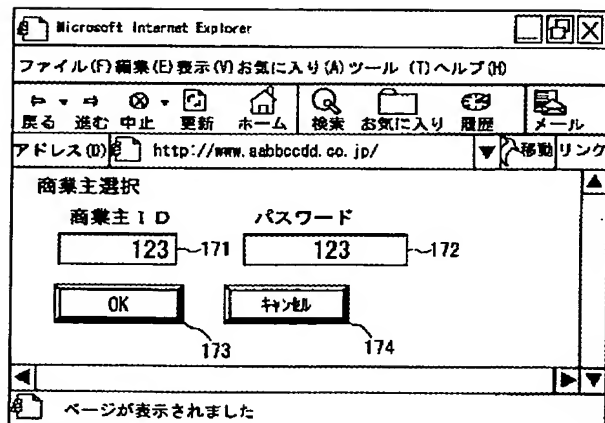 Microsoft Internet Explorer
ファイル(F)編集(E)表示(V)お気に入り(A)ツール (T)ヘルプ(H)
戻る 進む 中止 更新 ホーム 検索 お気に入り 履歴 メール
アドレス(D) http://www.aabbccdd.co.jp/ 移動 リンク
商業主選択
商業主ID パスワード
123 171 123 172
OK キャンセル
173 174
ページが表示されました